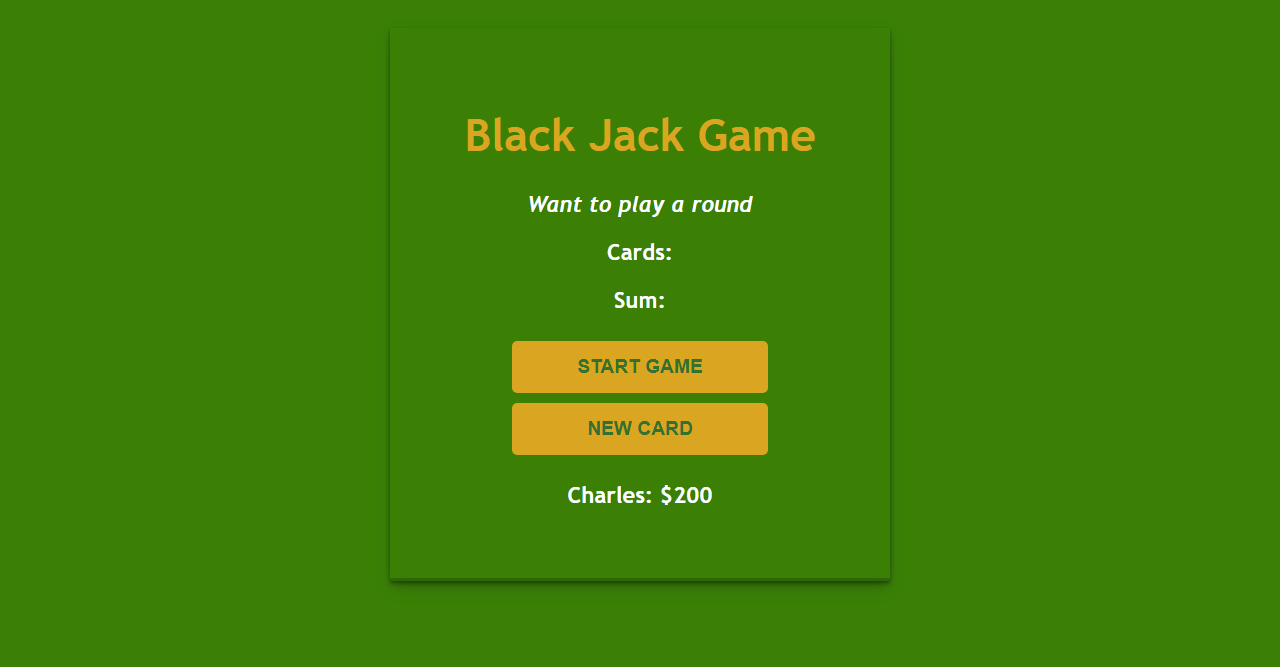 Black Jack Game
Want to play a round
Cards:
Sum:
START GAME
NEW CARD
Charles: $200